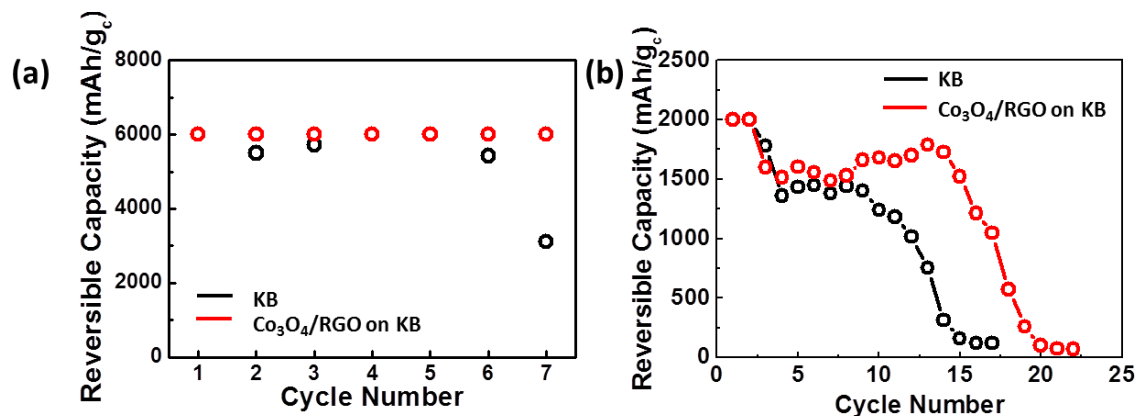 (a)
Reversible Capacity (mAh/g_c)
8000
6000
4000
2000
0
KB
Co₃O₄/RGO on KB
1 2 3 4 5 6 7
Cycle Number
(b)
Reversible Capacity (mAh/g_c)
2500
2000
1500
1000
500
0
KB
Co₃O₄/RGO on KB
0 5 10 15 20 25
Cycle Number